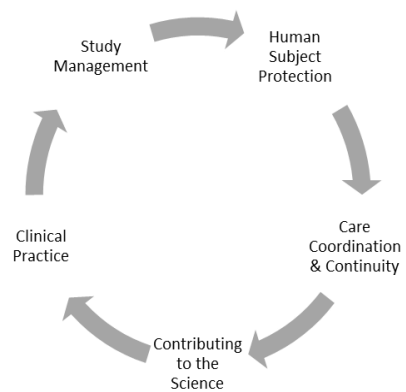 Study
Management
Human
Subject
Protection
Care
Coordination
& Continuity
Contributing
to the
Science
Clinical
Practice